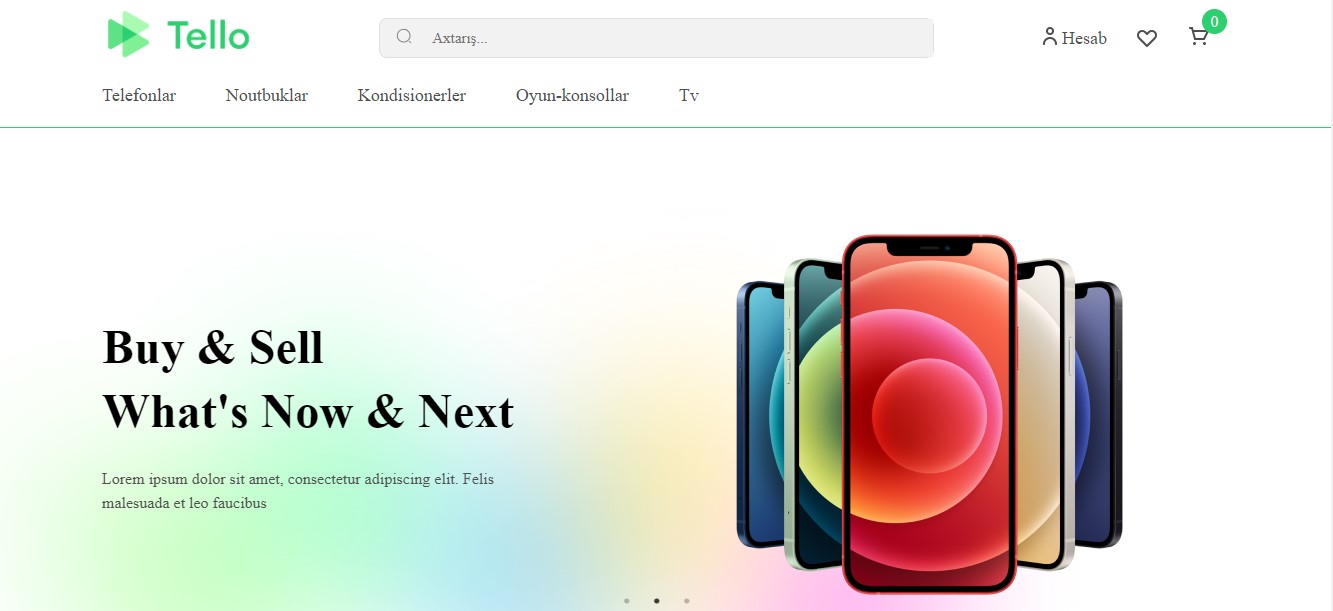 Tello
Axtarış...
Hesab
0
Telefonlar Noutbuklar Kondisionerler Oyun-konsollar Tv
Buy & Sell
What's Now & Next
Lorem ipsum dolor sit amet, consectetur adipiscing elit. Felis
malesuada et leo faucibus